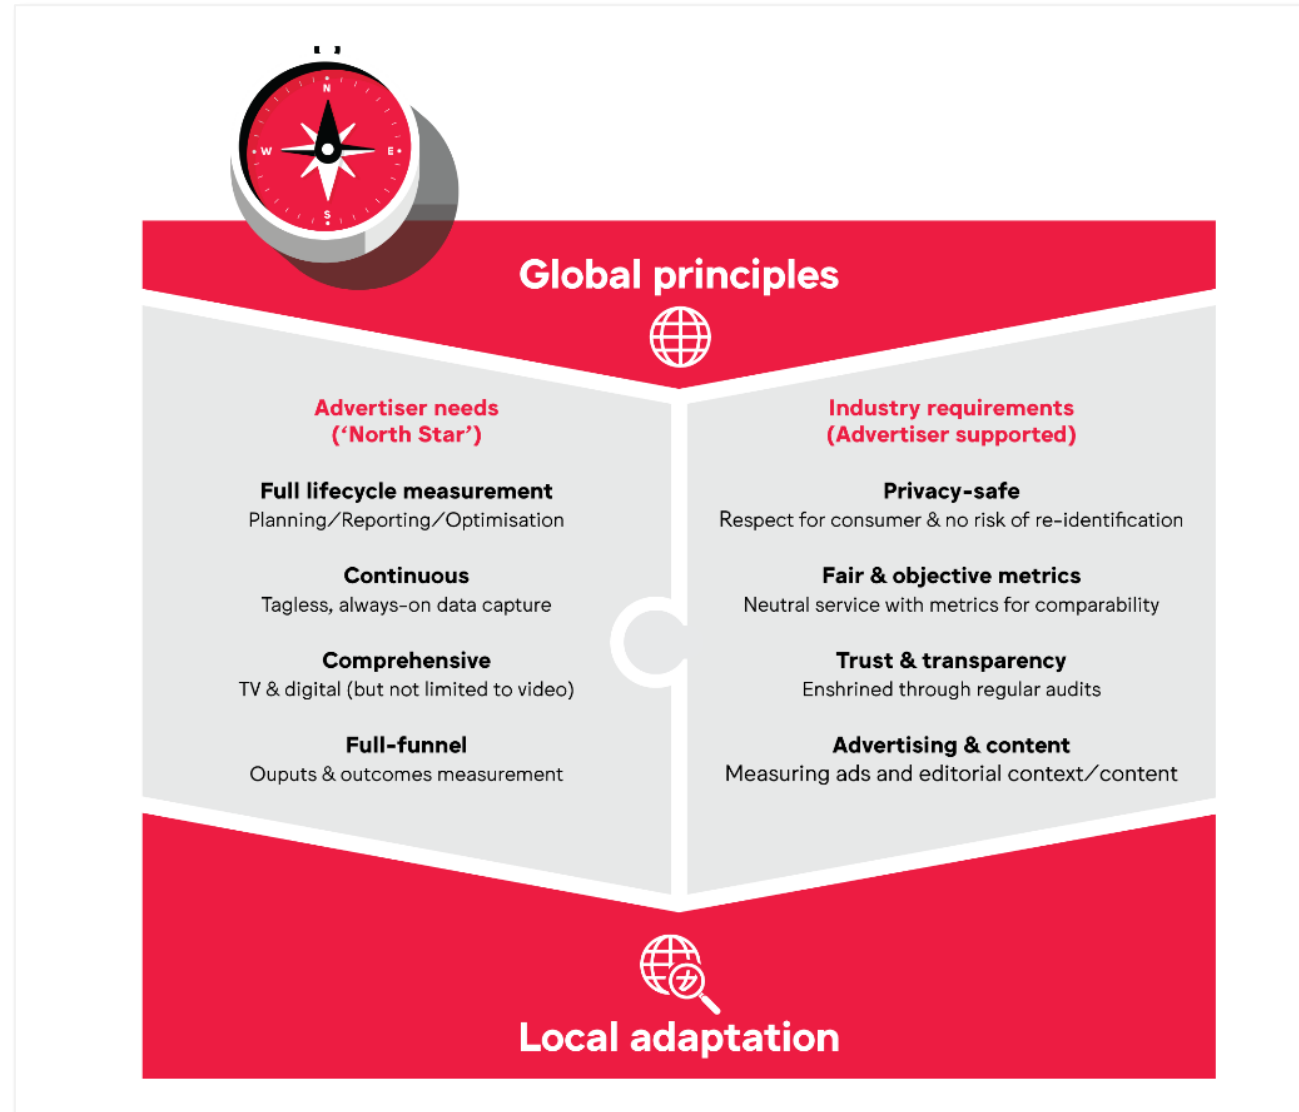 N
W
E
S
Global principles
Advertiser needs
(‘North Star’)
Full lifecycle measurement
Planning/Reporting/Optimisation
Continuous
Tagless, always-on data capture
Comprehensive
TV & digital (but not limited to video)
Full-funnel
Ouputs & outcomes measurement
Industry requirements
(Advertiser supported)
Privacy-safe
Respect for consumer & no risk of re-identification
Fair & objective metrics
Neutral service with metrics for comparability
Trust & transparency
Enshrined through regular audits
Advertising & content
Measuring ads and editorial context/content
Local adaptation